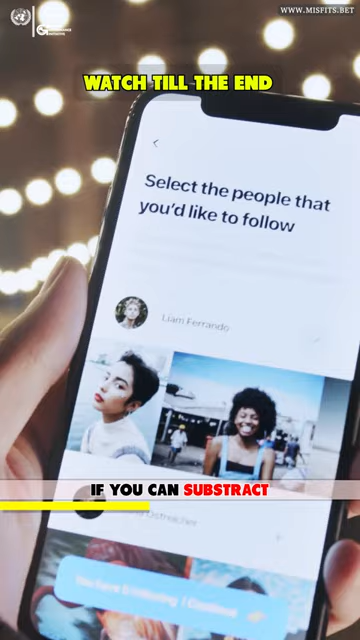 WWW.MISFITS.BET
WATCH TILL THE END
Select the people that
you'd like to follow
Liam Ferrando
IF YOU CAN SUBSTRACT